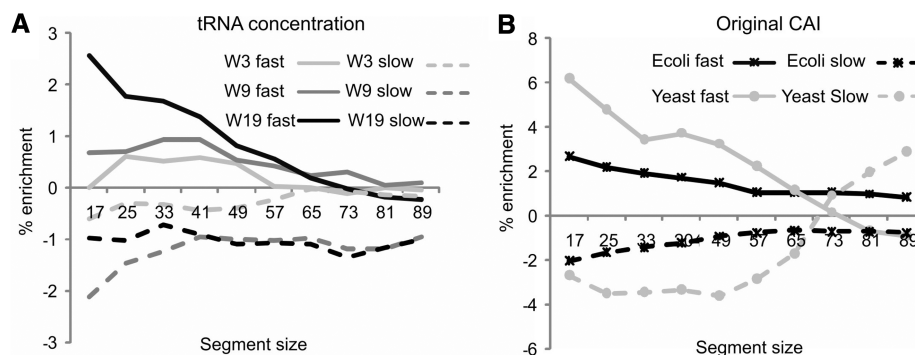 A
tRNA concentration
3
2
1
0
-1
-2
-3
% enrichment
W3 fast
W3 slow
W9 fast
W9 slow
W19 fast
W19 slow
17 25 33 41 49 57 65 73 81 89
Segment size
B
Original CAI
8
6
4
2
0
-2
-4
-6
% enrichment
Ecoli fast
Ecoli slow
Yeast fast
Yeast Slow
17 25 33 49 57 65 73 81 89
Segment size